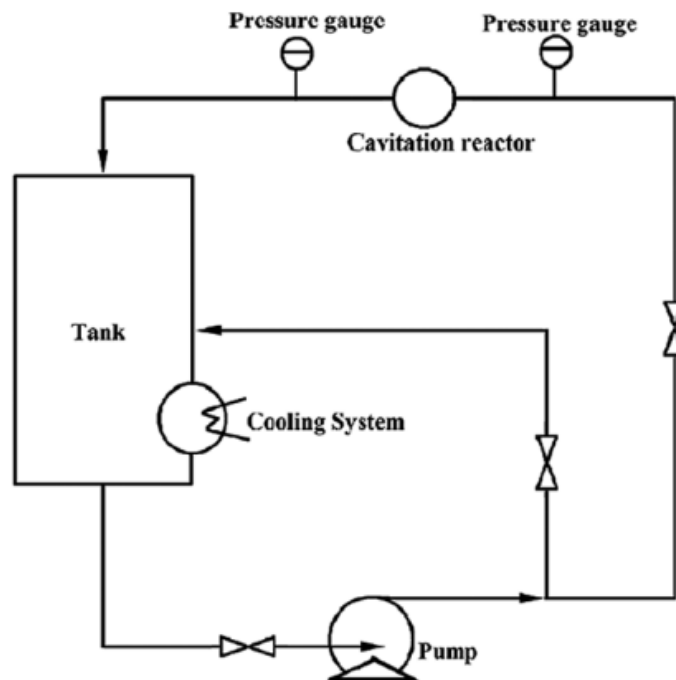 Pressure gauge
Pressure gauge
Cavitation reactor
Tank
Cooling System
Pump